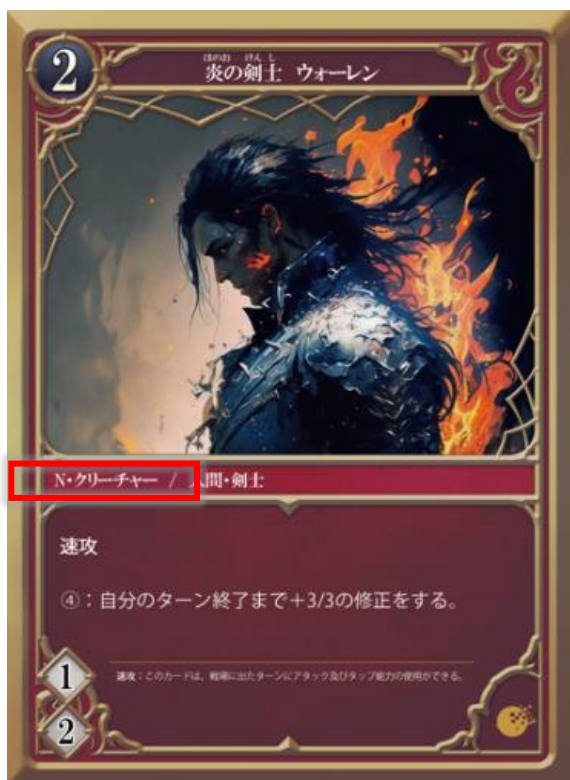 2
ほのお けんし
炎の剣士 ウォーレン
N・クリーチャー / 人間・剣士
速攻
④：自分のターン終了まで＋3/3の修正をする。
速攻：このカードは、戦場に出たターンにアタック及びタップ能力の使用ができる。
1
2